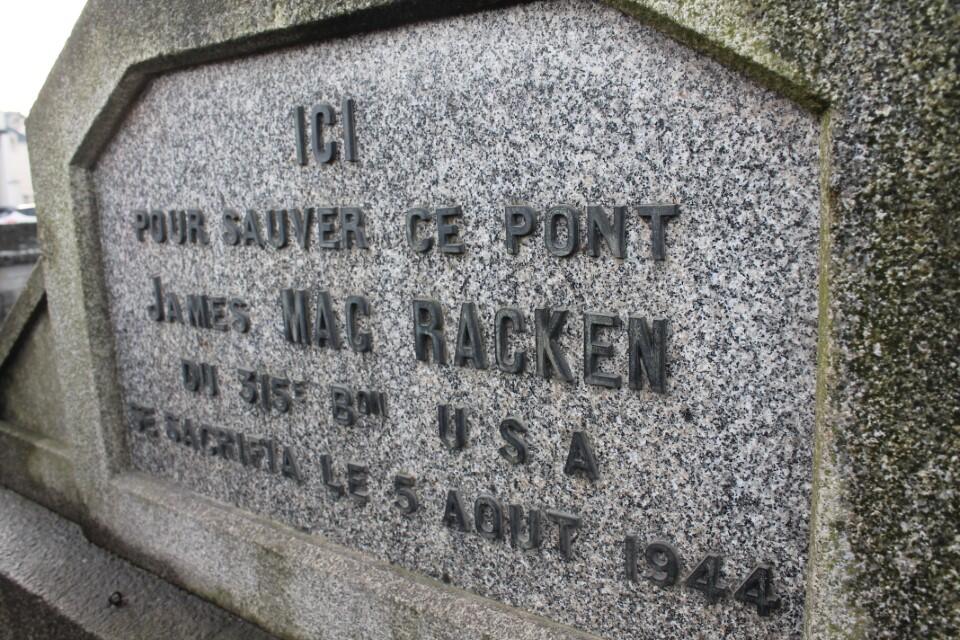 ICI
POUR SAUVER CE PONT
JAMES MAC RACKEN
DU 315E BON U S A
SE SACRIFIA LE 5 AOUT 1944